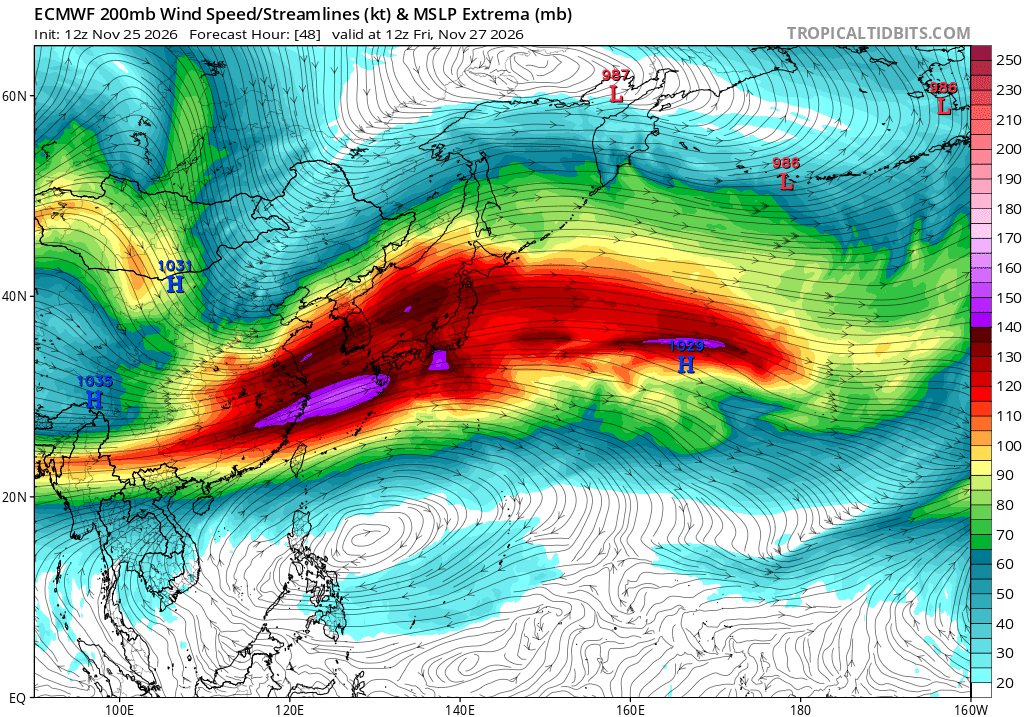 ECMWF 200mb Wind Speed/Streamlines (kt) & MSLP Extrema (mb)
Init: 12z Nov 25 2026 Forecast Hour: [48] valid at 12z Fri, Nov 27 2026
TROPICALTIDBITS.COM
987
L
986
L
986
L
1031
H
1029
H
1035
H
60N
40N
20N
EQ
100E
120E
140E
160E
180
160W
250
230
210
200
190
180
170
160
150
140
130
120
110
100
90
80
70
60
50
40
30
20